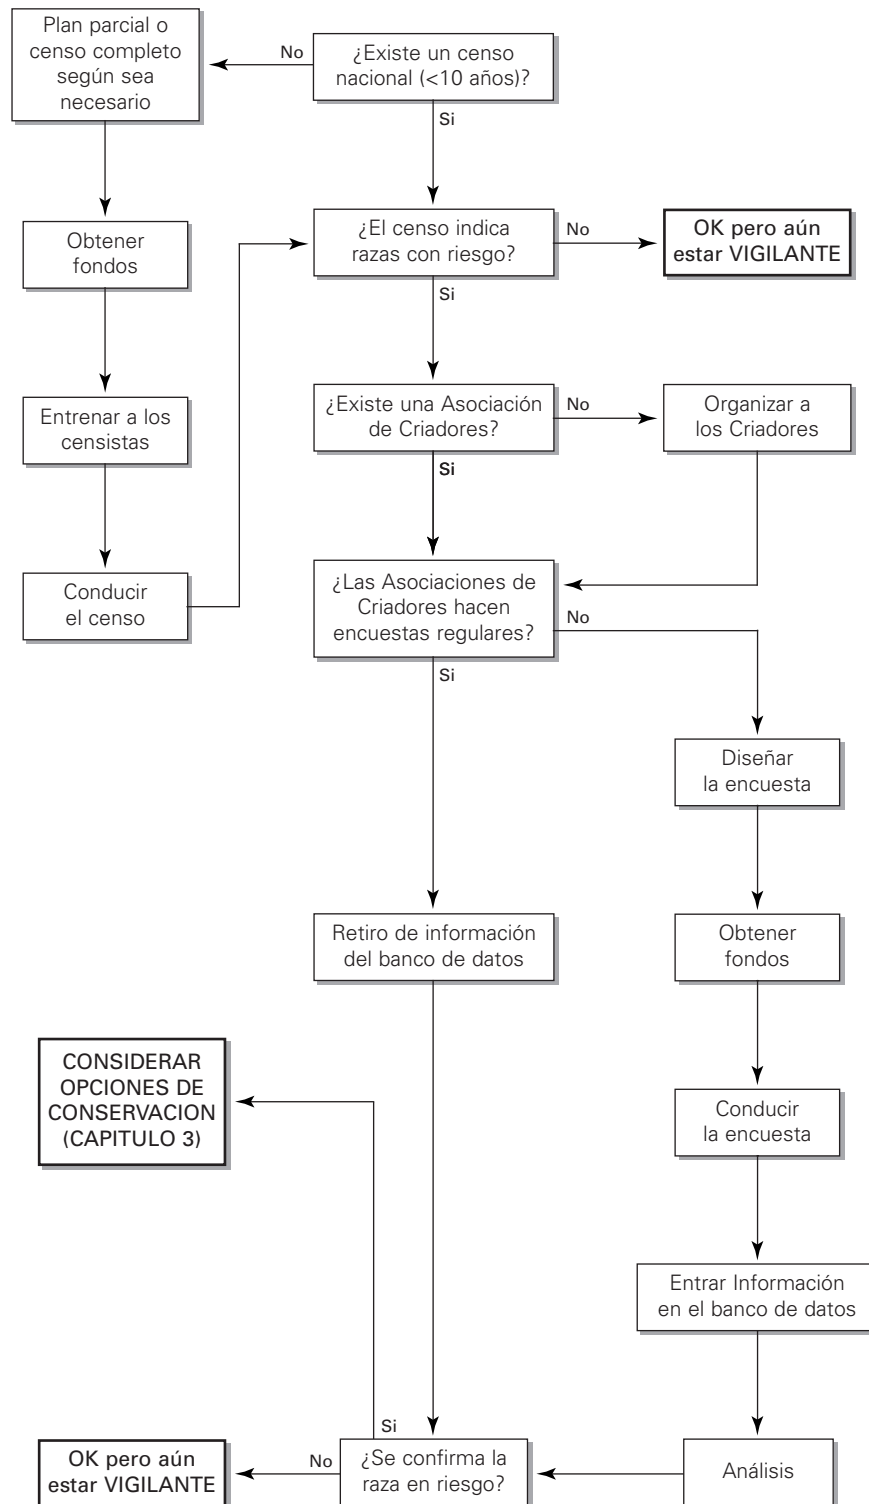 Plan parcial o
censo completo
según sea
necesario
No
¿Existe un censo
nacional (<10 años)?
Si
Obtener
fondos
¿El censo indica
razas con riesgo?
No
OK pero aún
estar VIGILANTE
Si
Entrenar a los
censistas
¿Existe una Asociación
de Criadores?
No
Organizar a
los Criadores
Si
Conducir
el censo
¿Las Asociaciones de
Criadores hacen
encuestas regulares?
No
Si
Diseñar
la encuesta
Retiro de información
del banco de datos
Obtener
fondos
CONSIDERAR
OPCIONES DE
CONSERVACION
(CAPITULO 3)
Conducir
la encuesta
Entrar Información
en el banco de datos
Si
OK pero aún
estar VIGILANTE
No
¿Se confirma la
raza en riesgo?
Análisis